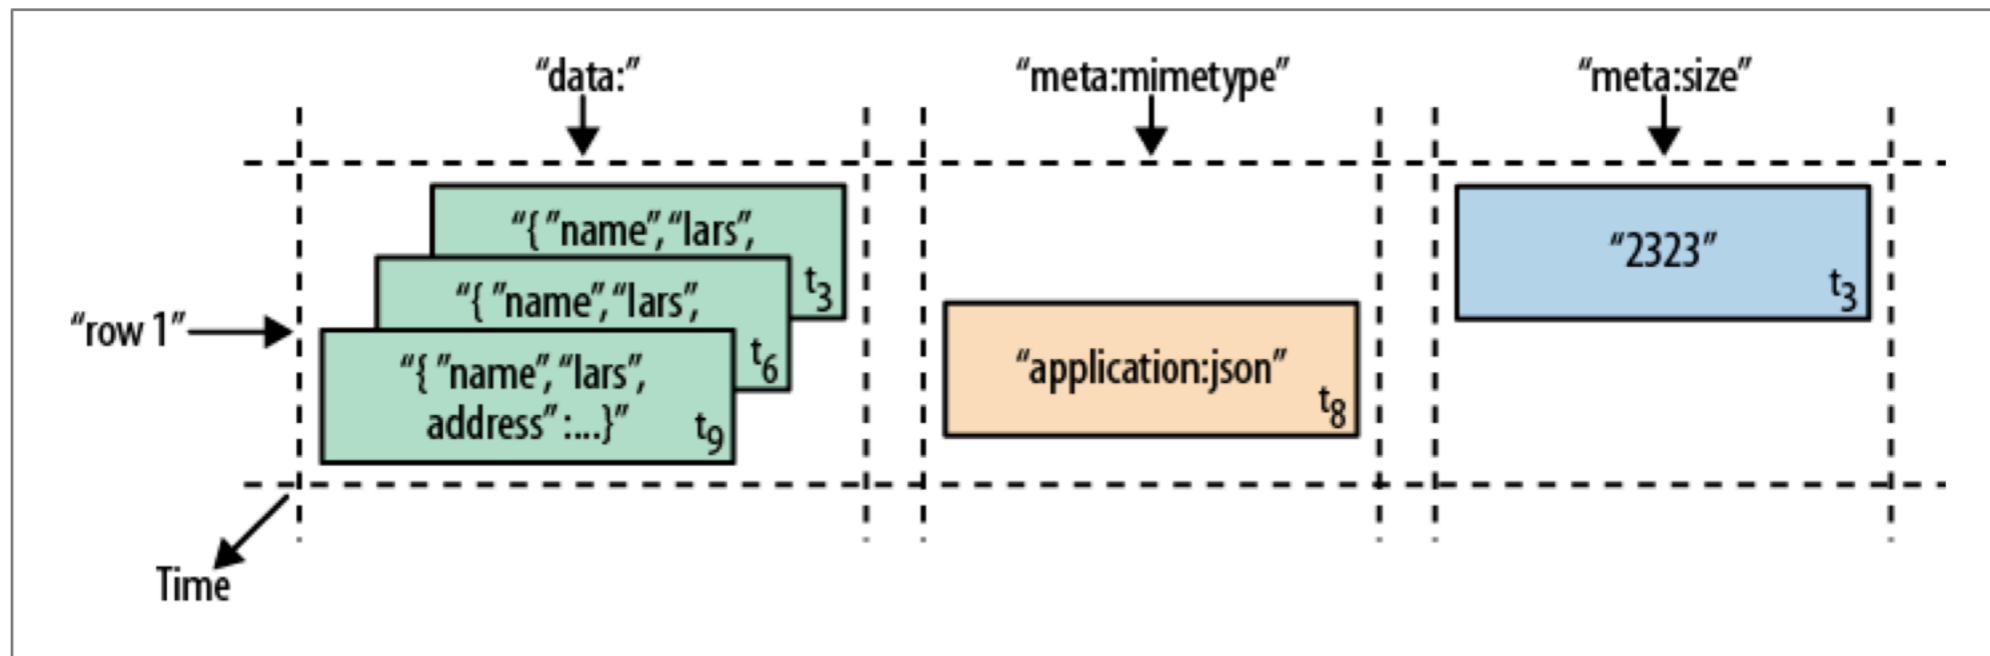 “data:”
“meta:mimetype”
“meta:size”
“{ ”name”, “lars”,
t3
“{ ”name”, “lars”,
t6
“{ ”name”, “lars”,
address” :...}”
t9
“row 1”
“application:json”
t8
“2323”
t3
Time